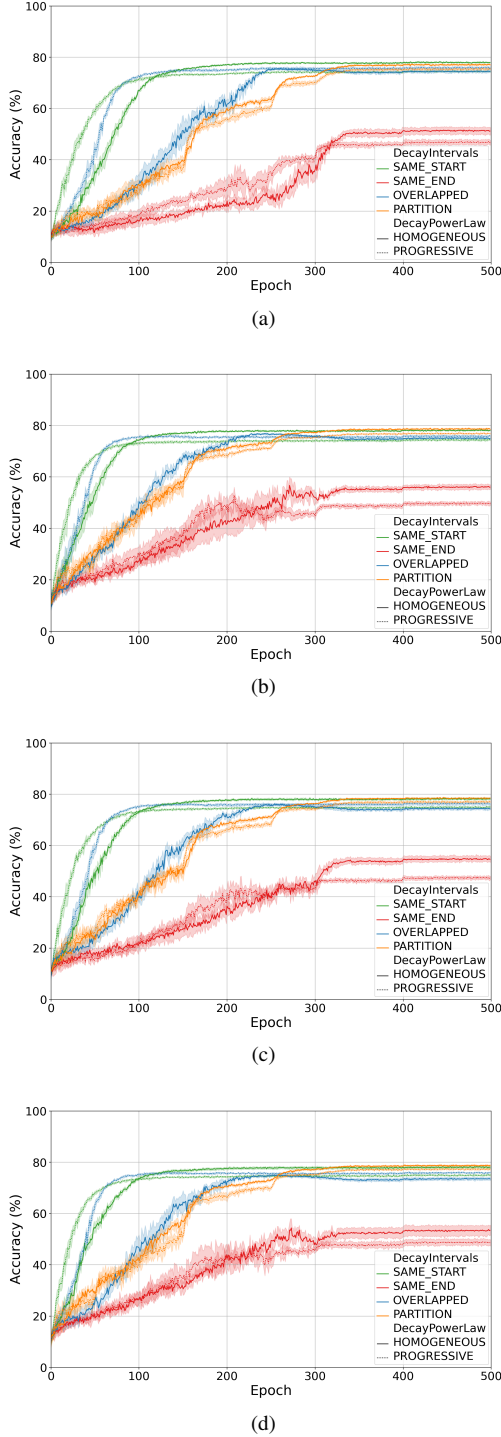 100
80
60
40
20
0
Accuracy (%)
DecayIntervals
SAME_START
SAME_END
OVERLAPPED
PARTITION
DecayPowerLaw
HOMOGENEOUS
PROGRESSIVE
0 100 200 300 400 500
Epoch
(a)
100
80
60
40
20
0
Accuracy (%)
DecayIntervals
SAME_START
SAME_END
OVERLAPPED
PARTITION
DecayPowerLaw
HOMOGENEOUS
PROGRESSIVE
0 100 200 300 400 500
Epoch
(b)
100
80
60
40
20
0
Accuracy (%)
DecayIntervals
SAME_START
SAME_END
OVERLAPPED
PARTITION
DecayPowerLaw
HOMOGENEOUS
PROGRESSIVE
0 100 200 300 400 500
Epoch
(c)
100
80
60
40
20
0
Accuracy (%)
DecayIntervals
SAME_START
SAME_END
OVERLAPPED
PARTITION
DecayPowerLaw
HOMOGENEOUS
PROGRESSIVE
0 100 200 300 400 500
Epoch
(d)